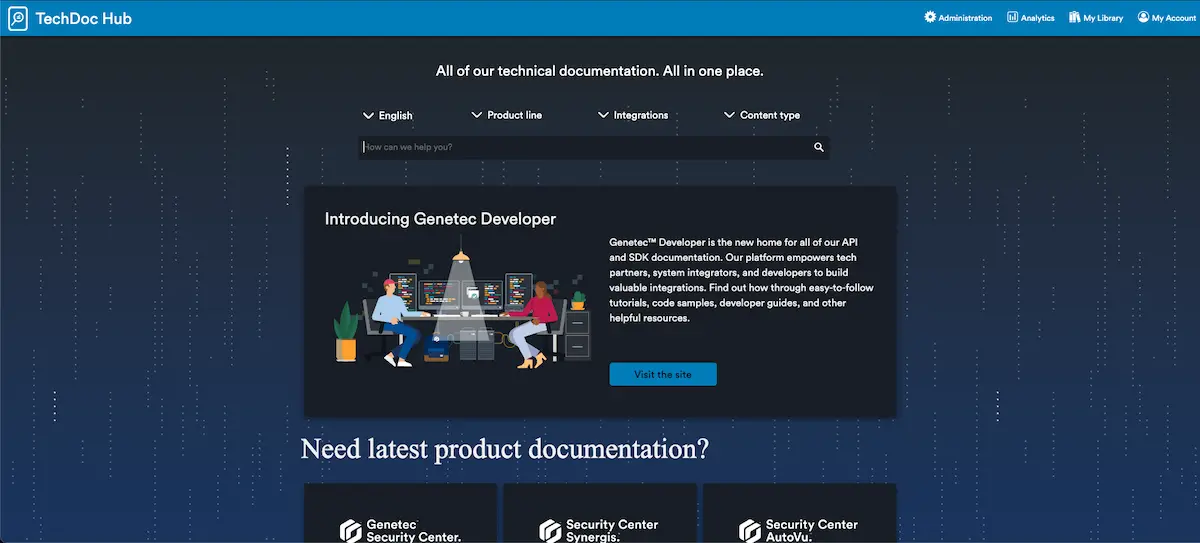 TechDoc Hub
Administration
Analytics
My Library
My Account
All of our technical documentation. All in one place.
English
Product line
Integrations
Content type
How can we help you?
Introducing Genetec Developer
Genetec™ Developer is the new home for all of our API
and SDK documentation. Our platform empowers tech
partners, system integrators, and developers to build
valuable integrations. Find out how through easy-to-follow
tutorials, code samples, developer guides, and other
helpful resources.
Visit the site
Need latest product documentation?
Genetec
Security Center.
Security Center
Synergis.
Security Center
AutoVu.